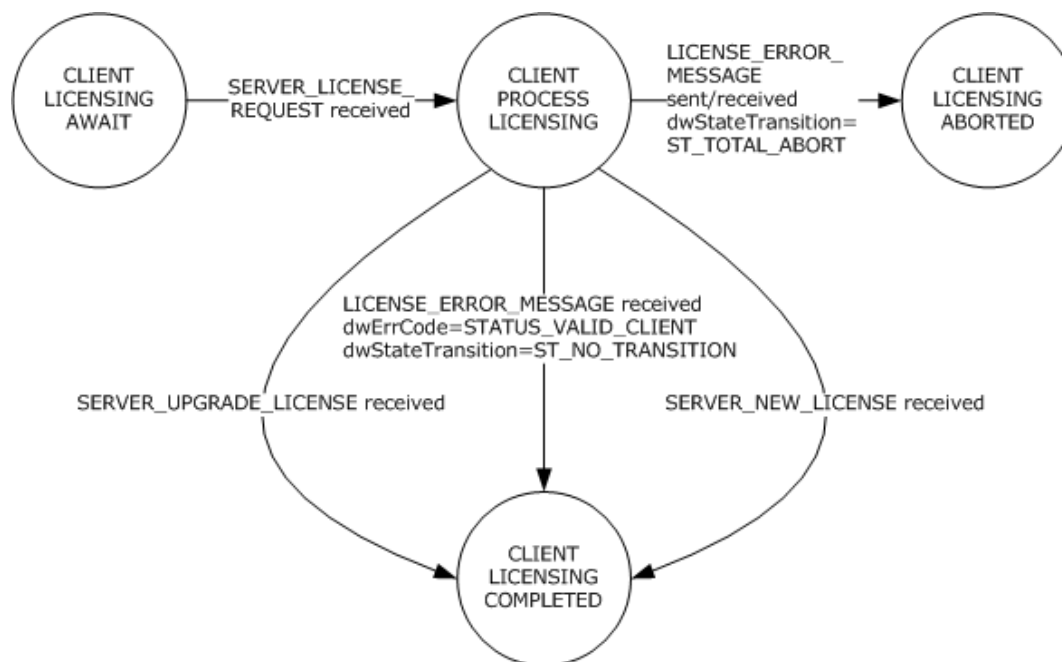 CLIENT
LICENSING
AWAIT
SERVER_LICENSE_
REQUEST received
CLIENT
PROCESS
LICENSING
LICENSE_ERROR_
MESSAGE
sent/received
dwStateTransition=
ST_TOTAL_ABORT
CLIENT
LICENSING
ABORTED
LICENSE_ERROR_MESSAGE received
dwErrCode=STATUS_VALID_CLIENT
dwStateTransition=ST_NO_TRANSITION
SERVER_UPGRADE_LICENSE received
SERVER_NEW_LICENSE received
CLIENT
LICENSING
COMPLETED